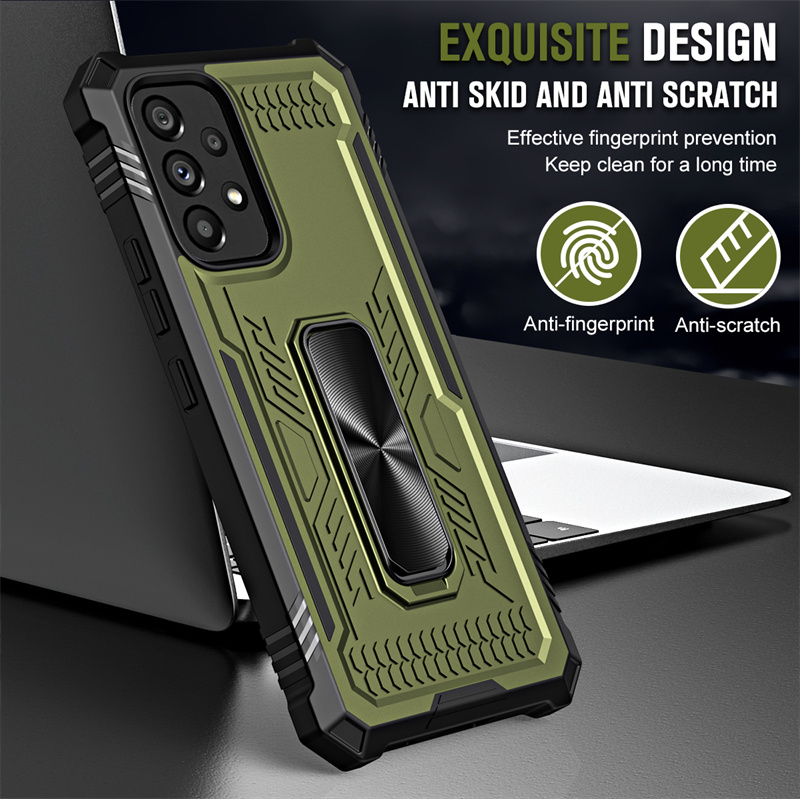 EXQUISITE DESIGN
ANTI SKID AND ANTI SCRATCH
Effective fingerprint prevention
Keep clean for a long time
Anti-fingerprint
Anti-scratch